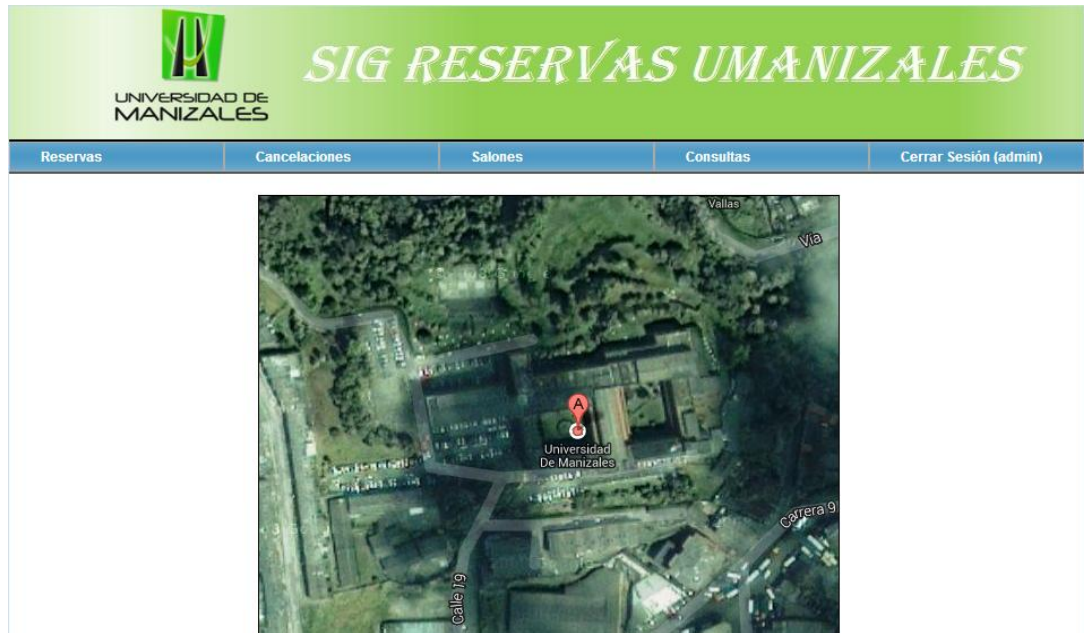 UNIVERSIDAD DE
MANIZALES
SIG RESERVAS UMANIZALES
Reservas
Cancelaciones
Salones
Consultas
Cerrar Sesión (admin)
Vallas
Vía
A
Universidad
De Manizales
Carrera 9
Calle 19